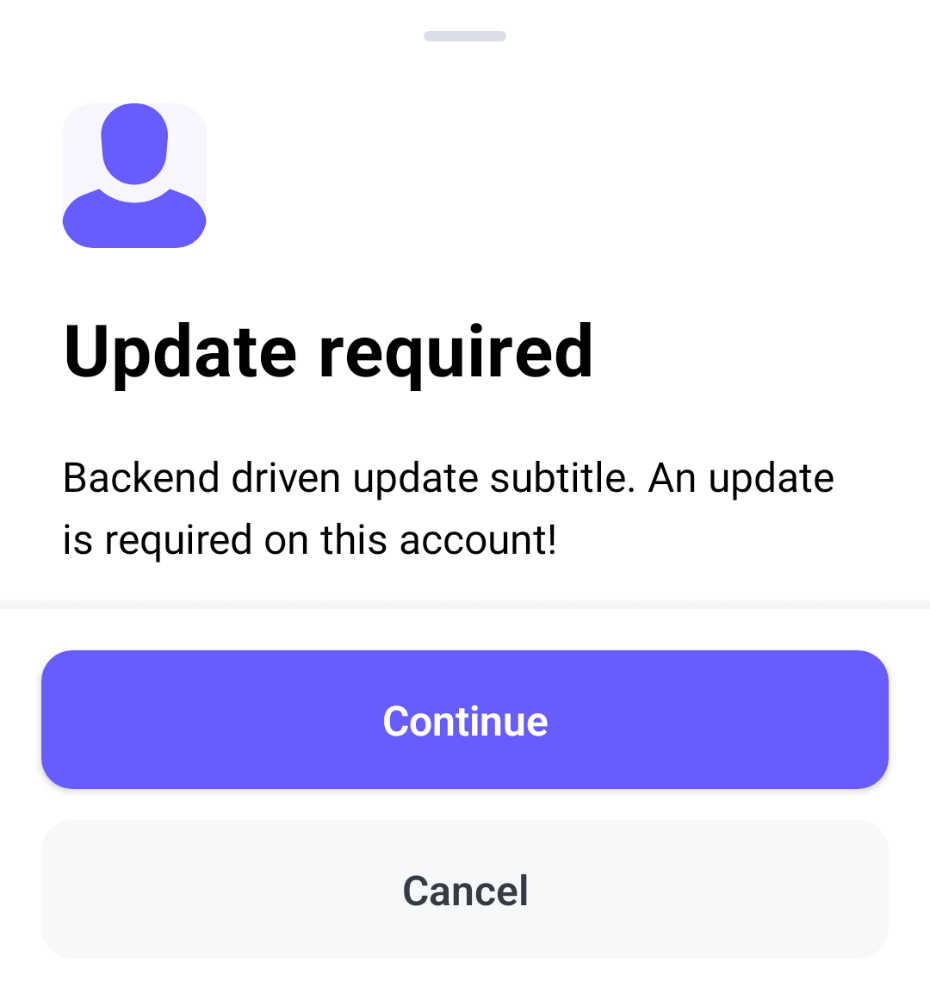 Update required
Backend driven update subtitle. An update
is required on this account!
Continue
Cancel